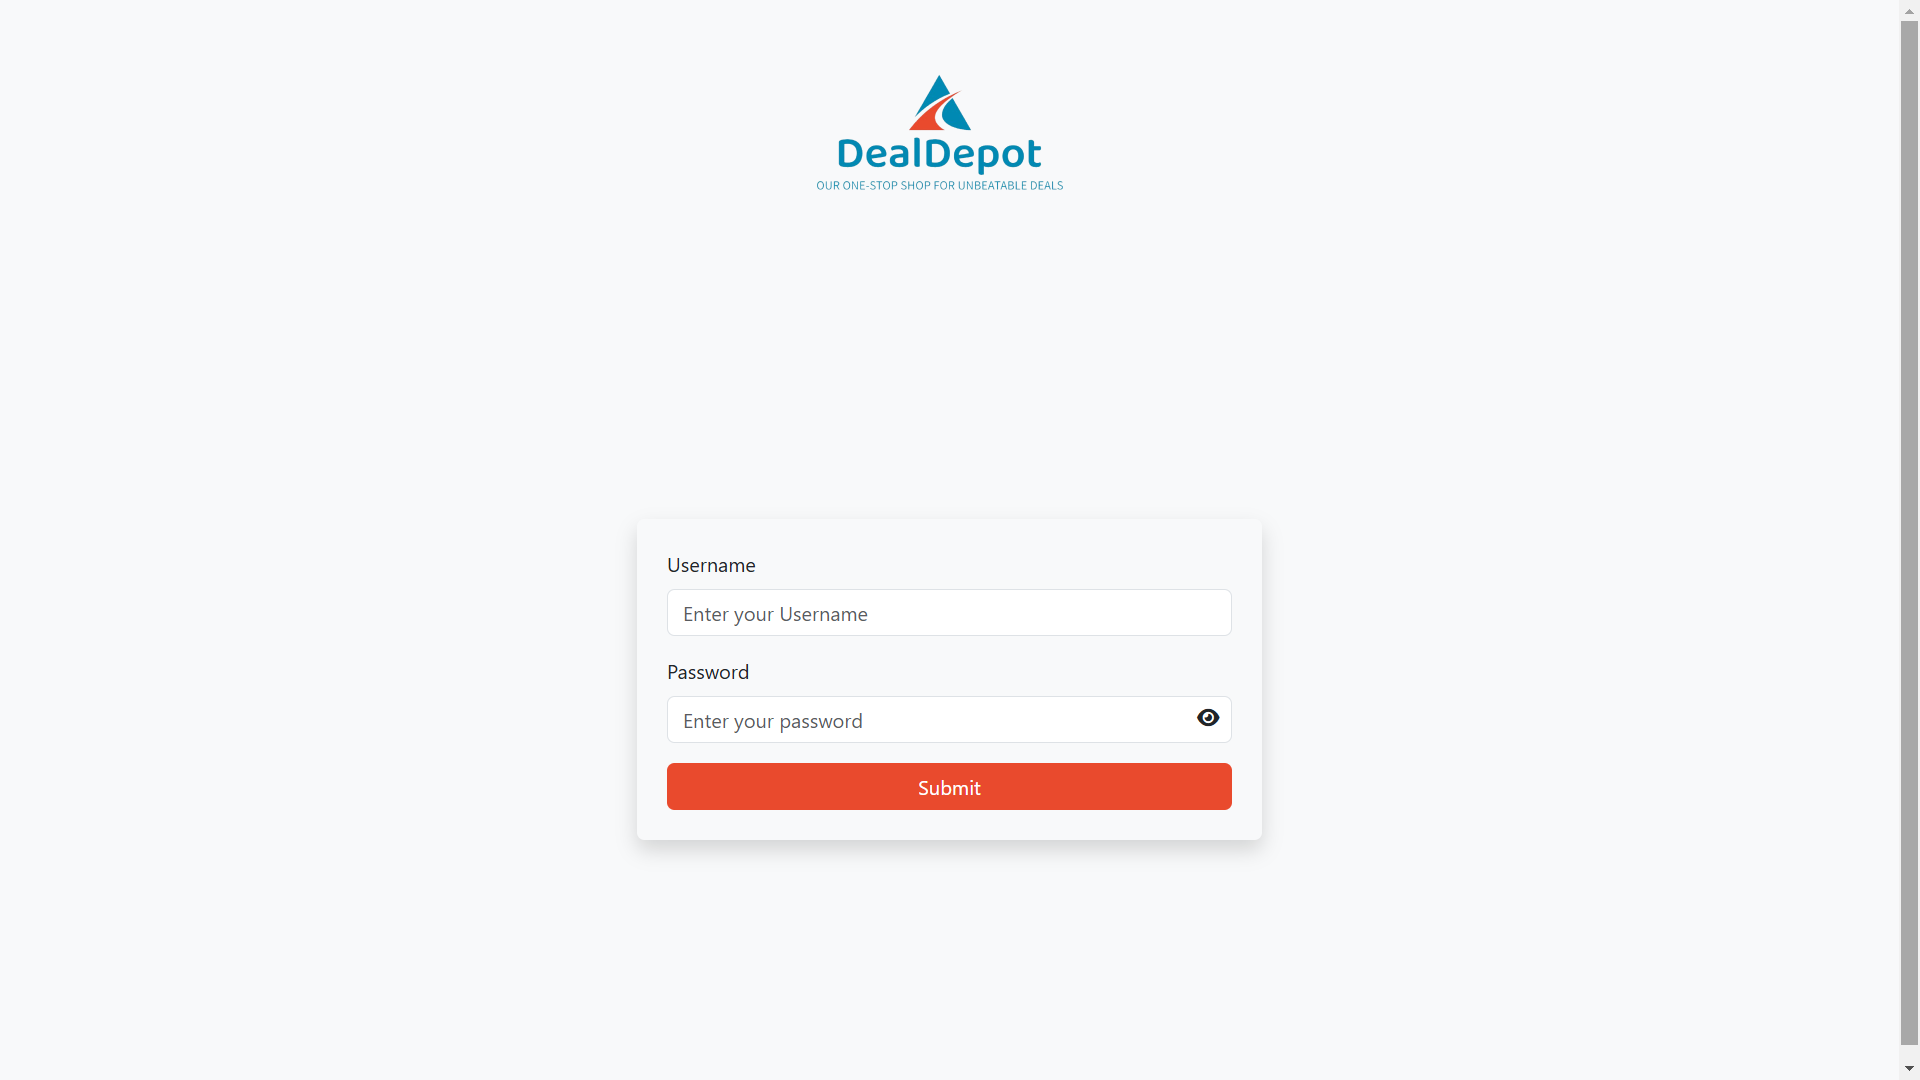 DealDepot
OUR ONE-STOP SHOP FOR UNBEATABLE DEALS
Username
Enter your Username
Password
Enter your password
Submit